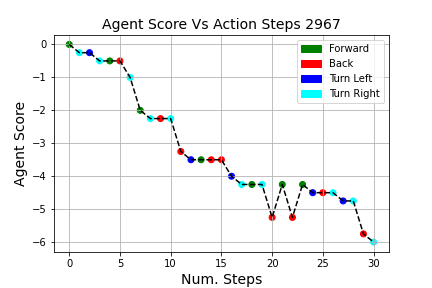 Agent Score Vs Action Steps 2967
Forward
Back
Turn Left
Turn Right
Agent Score
0
−1
−2
−3
−4
−5
−6
0 5 10 15 20 25 30
Num. Steps